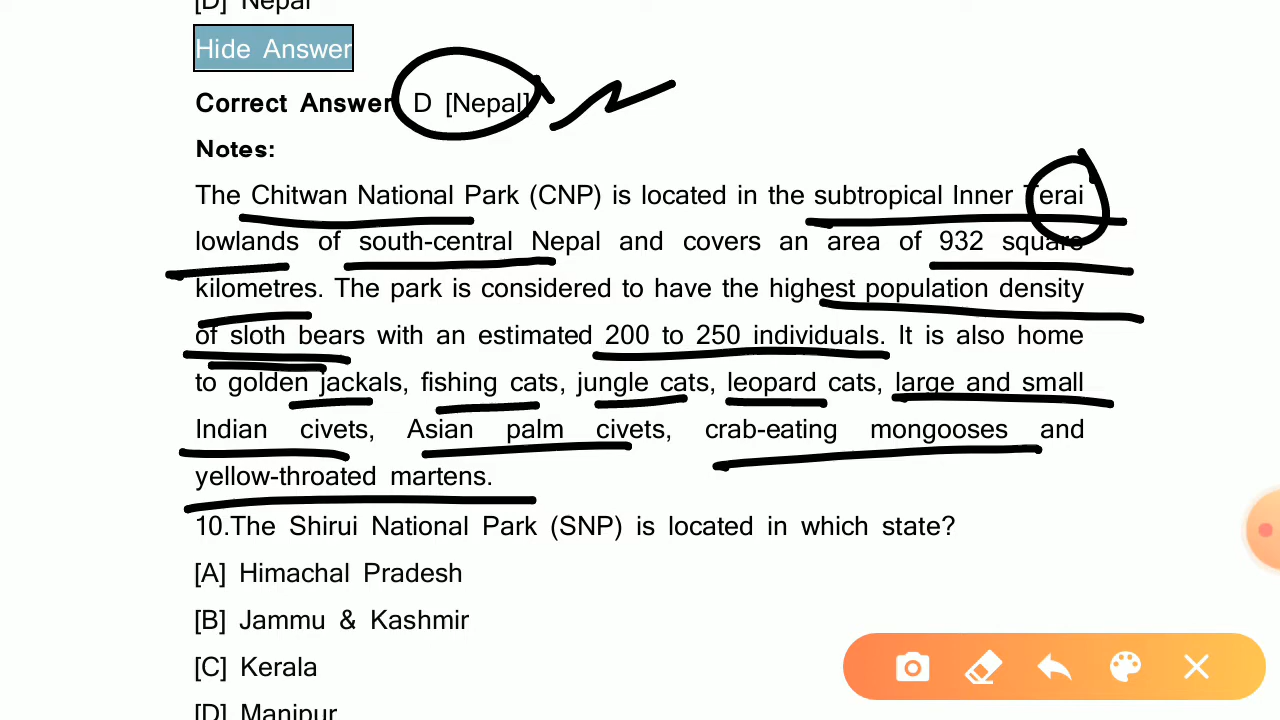 [D] Nepal
Hide Answer
Correct Answer D [Nepal]
Notes:
The Chitwan National Park (CNP) is located in the subtropical Inner Terai
lowlands of south-central Nepal and covers an area of 932 square
kilometres. The park is considered to have the highest population density
of sloth bears with an estimated 200 to 250 individuals. It is also home
to golden jackals, fishing cats, jungle cats, leopard cats, large and small
Indian civets, Asian palm civets, crab-eating mongooses and
yellow-throated martens.
10.The Shirui National Park (SNP) is located in which state?
[A] Himachal Pradesh
[B] Jammu & Kashmir
[C] Kerala
[D] Manipur